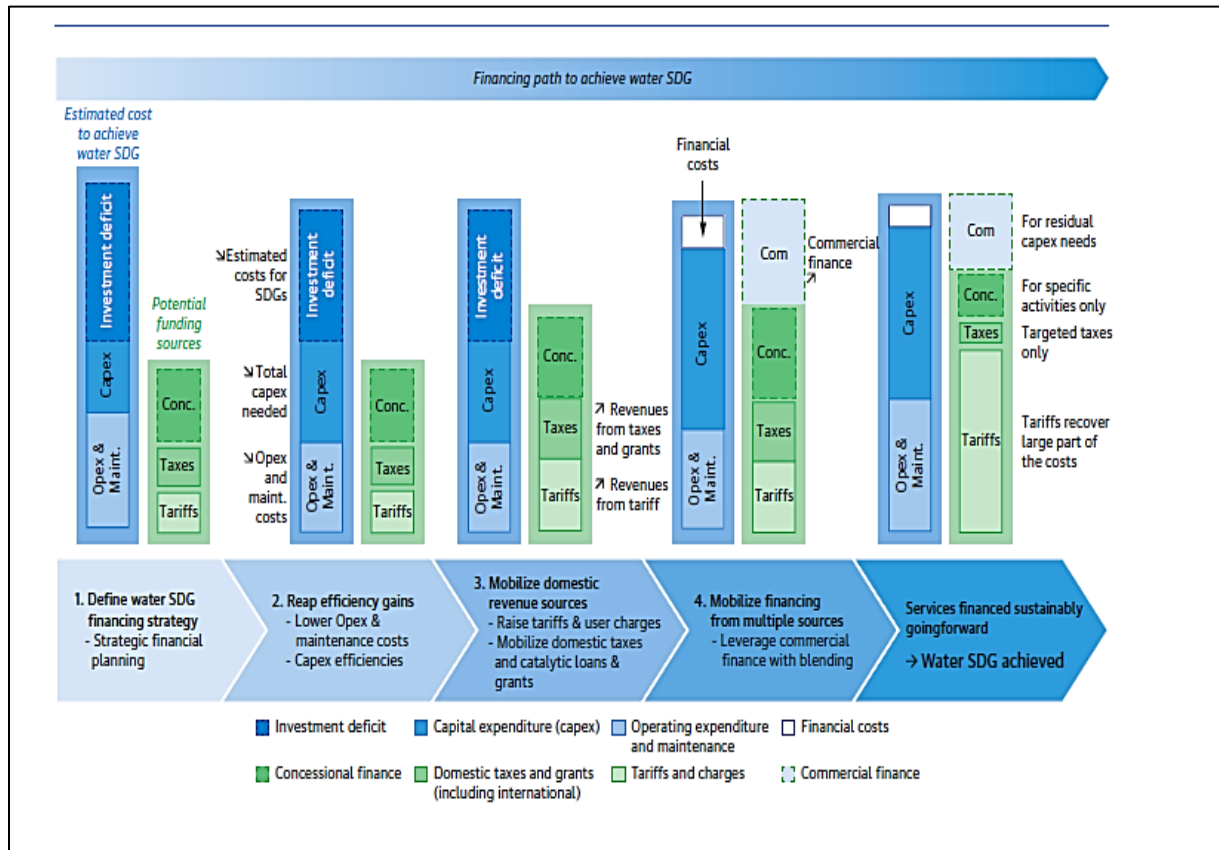 Financing path to achieve water SDG
Estimated cost
to achieve
water SDG
Investment deficit
Capex
Opex &
Maint.
Potential
funding
sources
Conc.
Taxes
Tariffs
↘Estimated
costs for
SDGs
↘Total
capex
needed
↘Opex
and
maint.
costs
Investment
deficit
Capex
Opex &
Maint.
Conc.
Taxes
Tariffs
Investment
deficit
Capex
Opex &
Maint.
Conc.
Taxes
Tariffs
↗ Revenues
from taxes
and grants
↗ Revenues
from tariff
Financial
costs
Capex
Opex &
Maint.
Com
Conc.
Taxes
Tariffs
Commercial
finance
↗
Capex
Opex &
Maint.
Com
Conc.
Taxes
Tariffs
For residual
capex needs
For specific
activities only
Targeted taxes
only
Tariffs recover
large part of
the costs
1. Define water SDG
financing strategy
- Strategic financial
planning
2. Reap efficiency gains
- Lower Opex &
maintenance costs
- Capex efficiencies
3. Mobilize domestic
revenue sources
- Raise tariffs & user charges
- Mobilize domestic taxes
and catalytic loans &
grants
4. Mobilize financing
from multiple sources
- Leverage commercial
finance with blending
Services financed sustainably
goingforward
→ Water SDG achieved
Investment deficit
Capital expenditure (capex)
Operating expenditure
and maintenance
Financial costs
Concessional finance
Domestic taxes and grants
(including international)
Tariffs and charges
Commercial finance